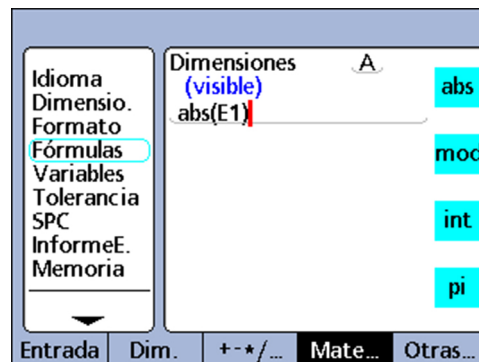 Idioma
Dimensio.
Formato
Fórmulas
Variables
Tolerancia
SPC
InformeE.
Memoria
Dimensiones A
(visible)
abs(E1)
abs
mod
int
pi
Entrada Dim. +-*/... Mate... Otras...